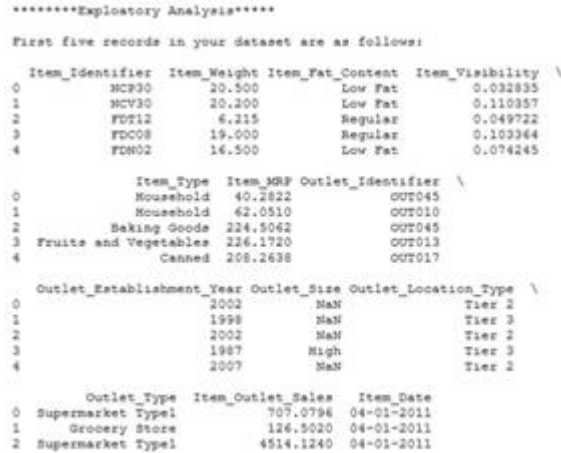 ********Exploatory Analysis*****
First five records in your dataset are as follows:
Item_Identifier Item_Weight Item_Fat_Content Item_Visibility \
0 NCP30 20.500 Low Fat 0.032835
1 NCV30 20.200 Low Fat 0.110357
2 FDT12 6.215 Regular 0.049722
3 FDC08 19.000 Regular 0.103364
4 FDN02 16.500 Low Fat 0.074245
Item_Type Item_MRP Outlet_Identifier \
0 Household 40.2822 OUT045
1 Household 62.0510 OUT010
2 Baking Goods 224.5062 OUT045
3 Fruits and Vegetables 226.1720 OUT013
4 Canned 208.2638 OUT017
Outlet_Establishment_Year Outlet_Size Outlet_Location_Type \
0 2002 NaN Tier 2
1 1998 NaN Tier 3
2 2002 NaN Tier 2
3 1987 High Tier 3
4 2007 NaN Tier 2
Outlet_Type Item_Outlet_Sales Item_Date
0 Supermarket Type1 707.0796 04-01-2011
1 Grocery Store 126.5020 04-01-2011
2 Supermarket Type1 4514.1240 04-01-2011